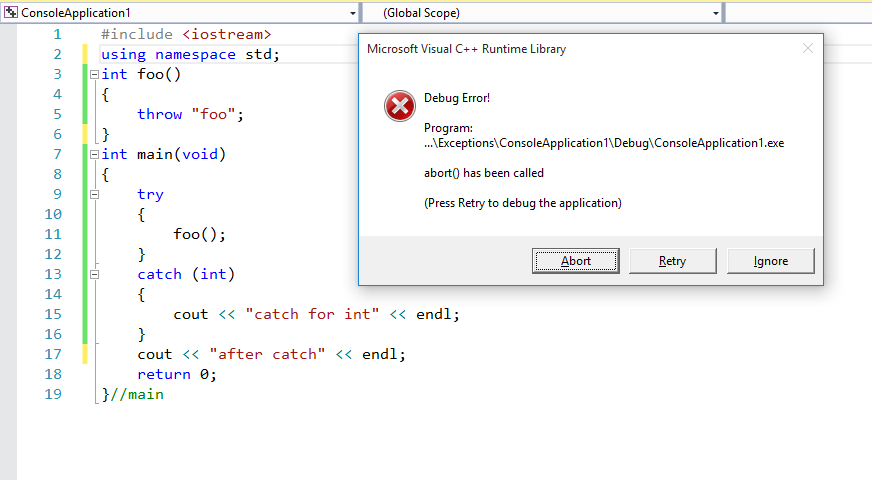 ConsoleApplication1 (Global Scope)
1 #include <iostream>
2 using namespace std;
3 int foo()
4 {
5 throw "foo";
6 }
7 int main(void)
8 {
9 try
10 {
11 foo();
12 }
13 catch (int)
14 {
15 cout << "catch for int" << endl;
16 }
17 cout << "after catch" << endl;
18 return 0;
19 }//main
Microsoft Visual C++ Runtime Library
Debug Error!
Program:
...\Exceptions\ConsoleApplication1\Debug\ConsoleApplication1.exe
abort() has been called
(Press Retry to debug the application)
Abort Retry Ignore